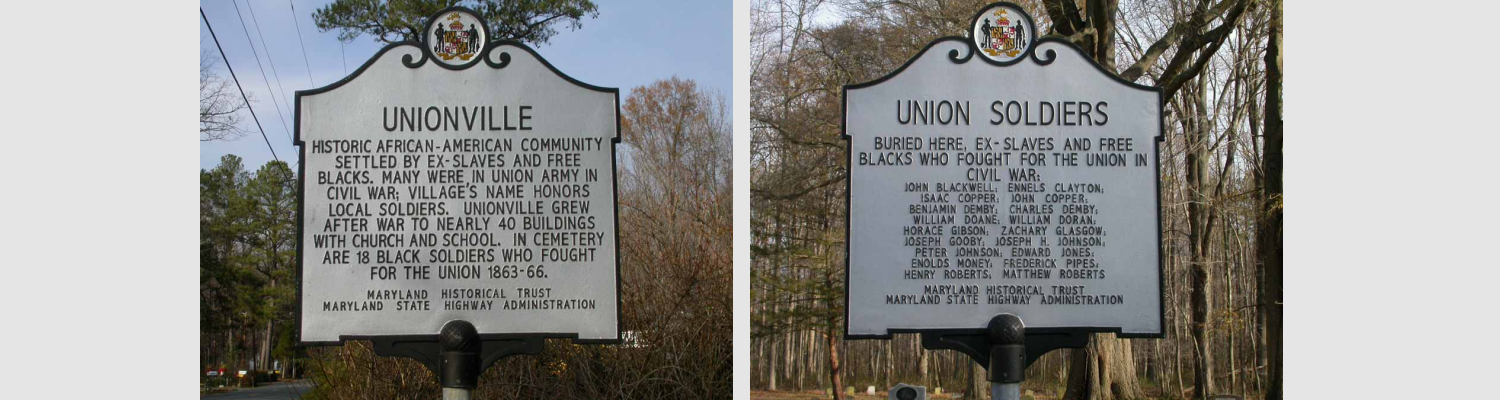 UNIONVILLE
HISTORIC AFRICAN-AMERICAN COMMUNITY
SETTLED BY EX-SLAVES AND FREE
BLACKS. MANY WERE IN UNION ARMY IN
CIVIL WAR; VILLAGE'S NAME HONORS
LOCAL SOLDIERS. UNIONVILLE GREW
AFTER WAR TO NEARLY 40 BUILDINGS
WITH CHURCH AND SCHOOL. IN CEMETERY
ARE 18 BLACK SOLDIERS WHO FOUGHT
FOR THE UNION 1863-66.
MARYLAND HISTORICAL TRUST
MARYLAND STATE HIGHWAY ADMINISTRATION
UNION SOLDIERS
BURIED HERE, EX-SLAVES AND FREE
BLACKS WHO FOUGHT FOR THE UNION IN
CIVIL WAR:
JOHN BLACKWELL; ENNELS CLAYTON;
ISAAC COPPER; JOHN COPPER;
BENJAMIN DEMBY; CHARLES DEMBY;
WILLIAM DOANE; WILLIAM DORAN;
HORACE GIBSON; ZACHARY GLASGOW;
JOSEPH GOOBY; JOSEPH H. JOHNSON;
PETER JOHNSON; EDWARD JONES;
ENOLDS MONEY; FREDERICK PIPES;
HENRY ROBERTS; MATTHEW ROBERTS
MARYLAND HISTORICAL TRUST
MARYLAND STATE HIGHWAY ADMINISTRATION